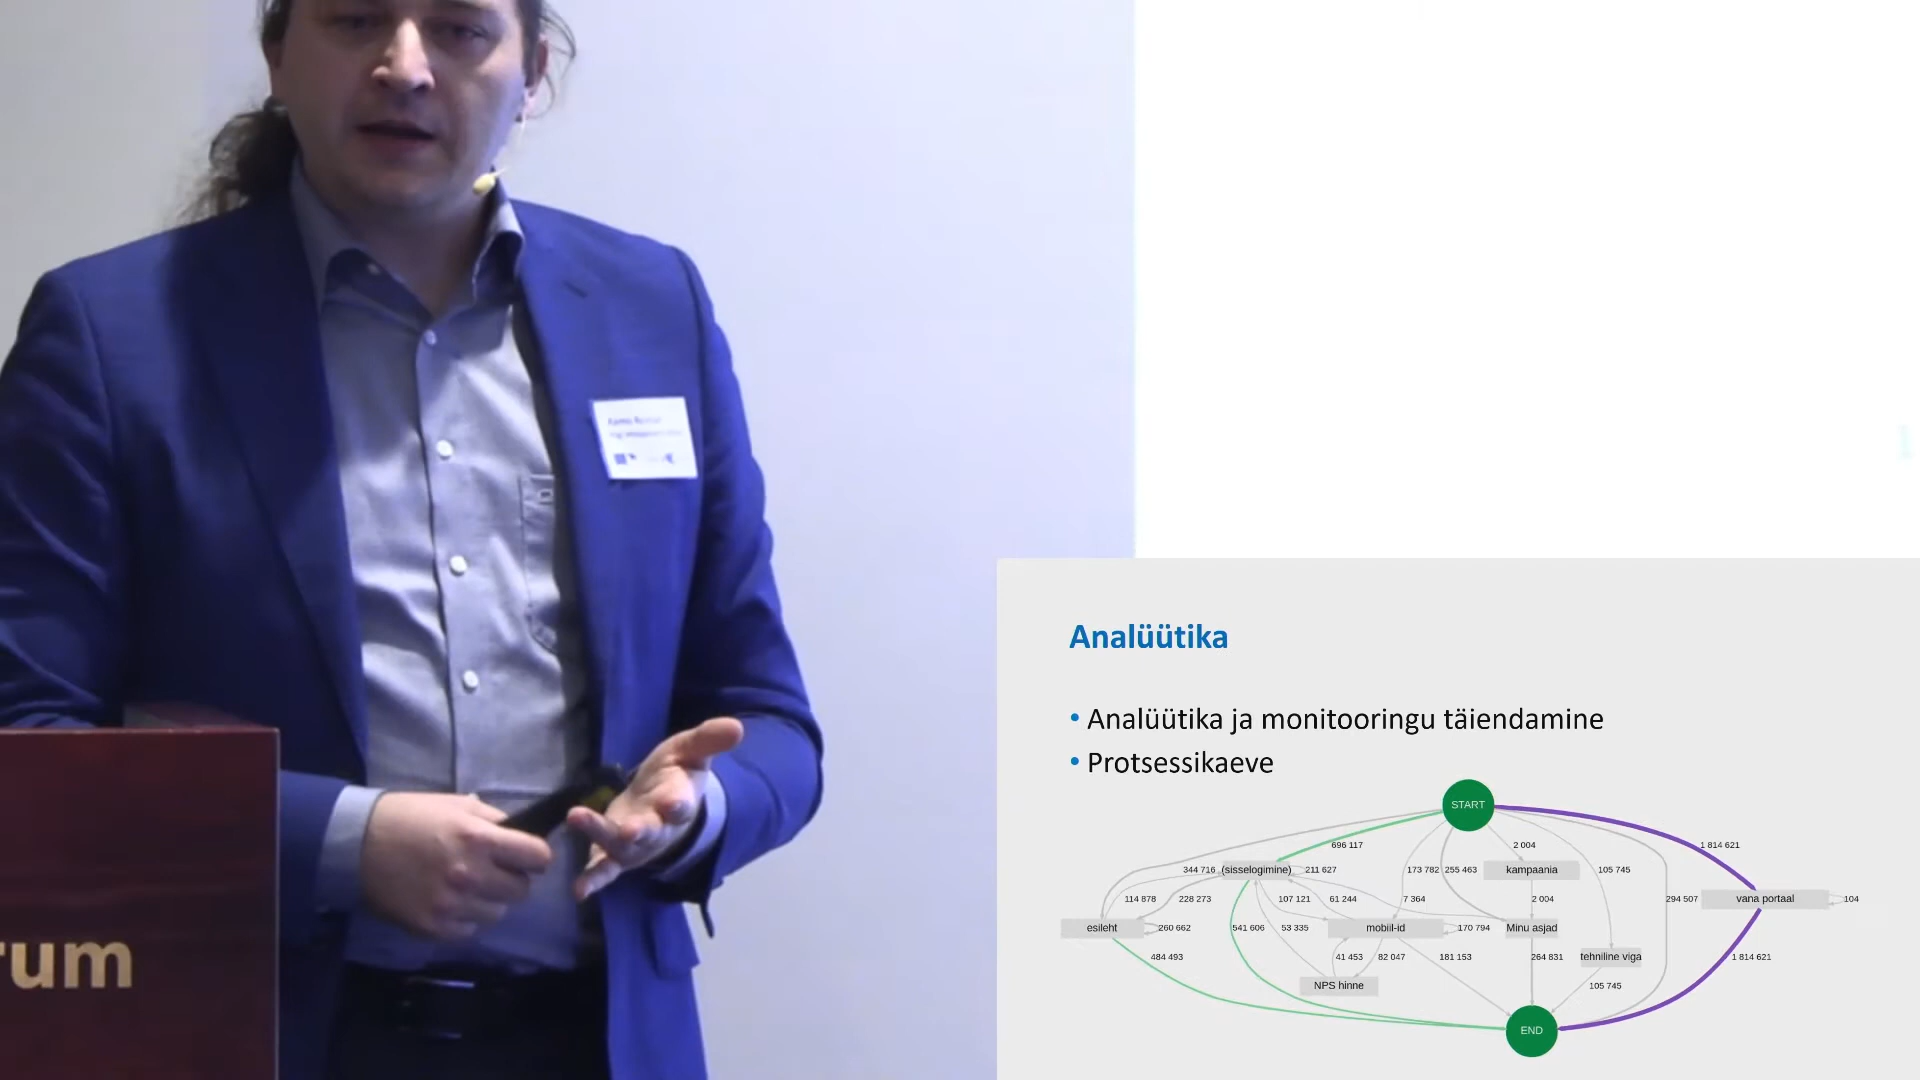 rum
Analüütika
• Analüütika ja monitooringu täiendamine
• Protsessikaeve
START
696 117
2 004
1 814 621
344 716
(sisselogimine)
211 627
173 782
255 463
kampaania
105 745
114 878
228 273
107 121
61 244
7 364
2 004
294 507
vana portaal
104
esileht
260 662
541 606
53 335
mobiil-id
170 794
Minu asjad
484 493
41 453
82 047
181 153
264 831
tehniline viga
1 814 621
NPS hinne
105 745
END